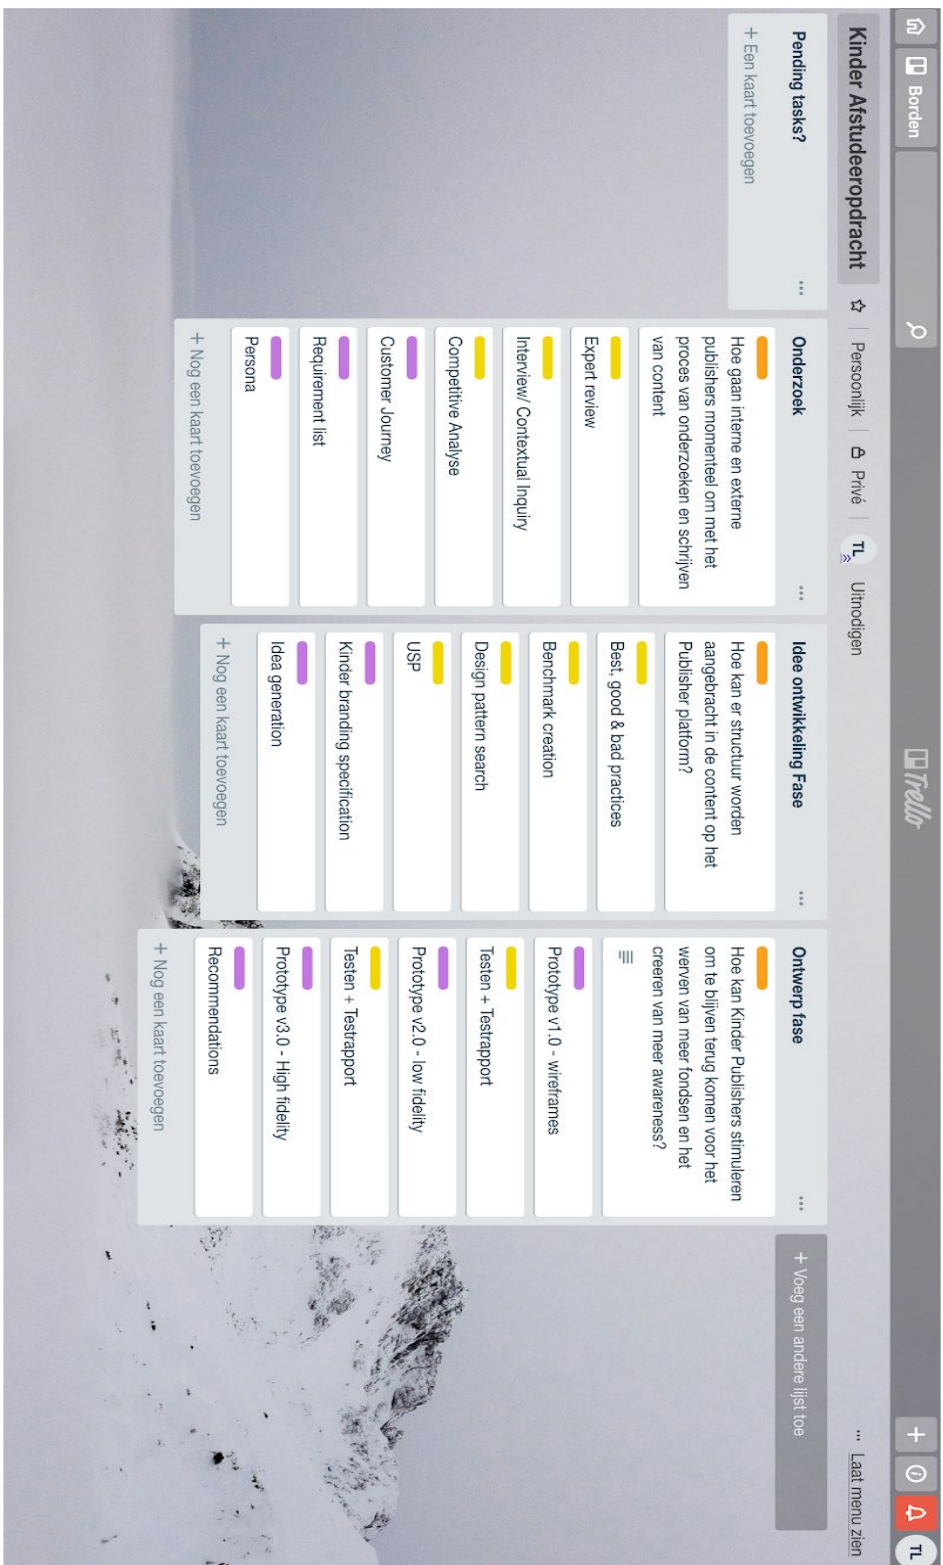 Borden
Trello
TL
Kinder Afstudeeropdracht
Persoonlijk
Privé
TL
Uitnodigen
... Laat menu zien
Pending tasks?
+ Een kaart toevoegen
Onderzoek
Hoe gaan interne en externe
publishers momenteel om met het
proces van onderzoeken en schrijven
van content
Expert review
Interview/ Contextual Inquiry
Competitive Analyse
Customer Journey
Requirement list
Persona
+ Nog een kaart toevoegen
Idee ontwikkeling Fase
Hoe kan er structuur worden
aangebracht in de content op het
Publisher platform?
Best, good & bad practices
Benchmark creation
Design pattern search
USP
Kinder branding specification
Idea generation
+ Nog een kaart toevoegen
Ontwerp fase
Hoe kan Kinder Publishers stimuleren
om te blijven terug komen voor het
werven van meer fondsen en het
creeren van meer awareness?
Prototype v1.0 - wireframes
Testen + Testrapport
Prototype v2.0 - low fidelity
Testen + Testrapport
Prototype v3.0 - High fidelity
Recommendations
+ Nog een kaart toevoegen
+ Voeg een andere lijst toe